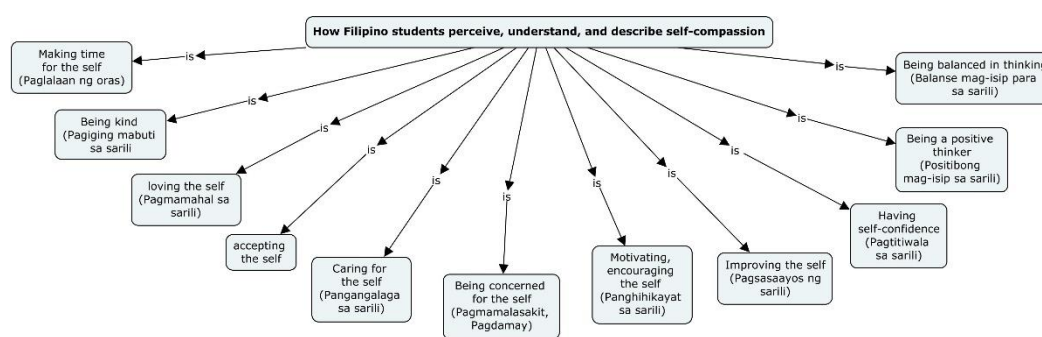 How Filipino students perceive, understand, and describe self-compassion
is
is
is
is
is
is
is
is
is
is
is
Making time
for the self
(Paglalaan ng oras)
Being kind
(Pagiging mabuti
sa sarili
loving the self
(Pagmamahal sa
sarili)
accepting
the self
Caring for
the self
(Pangangalaga
sa sarili)
Being concerned
for the self
(Pagmamalasakit,
Pagdamay)
Motivating,
encouraging
the self
(Panghihikayat
sa sarili)
Improving the self
(Pagsasaayos ng
sarili)
Having
self-confidence
(Pagtitiwala
sa sarili)
Being a positive
thinker
(Positibong
mag-isip sa sarili)
Being balanced in thinking
(Balanse mag-isip para
sa sarili)